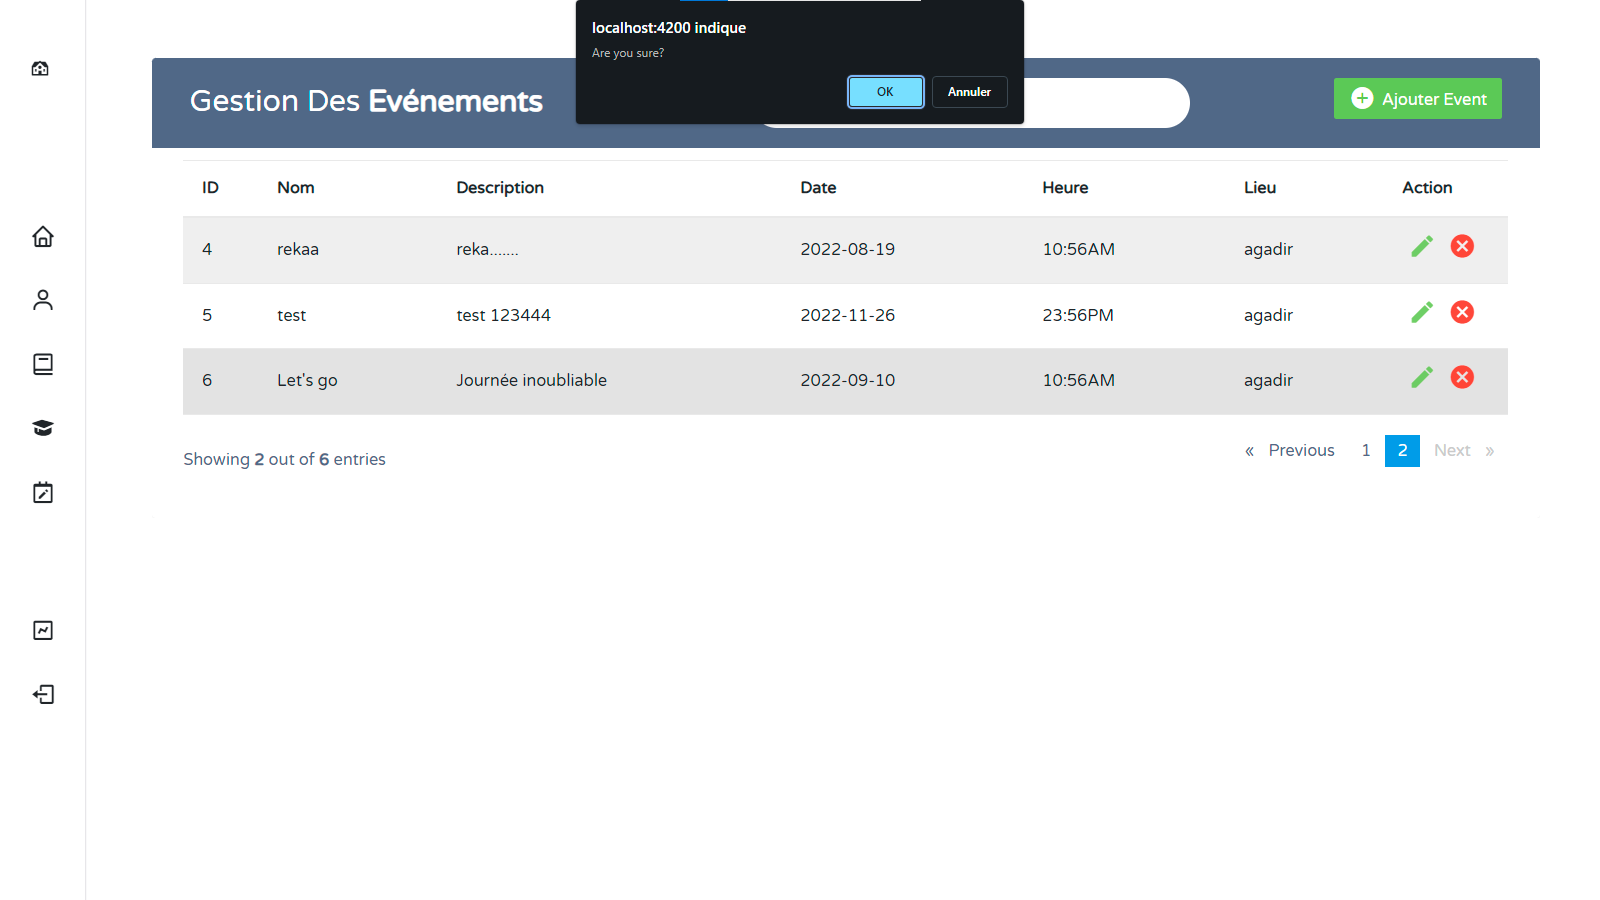 localhost:4200 indique
Are you sure?
OK Annuler
Gestion Des Evénements
Ajouter Event
ID Nom Description Date Heure Lieu Action
4 rekaa reka....... 2022-08-19 10:56AM agadir
5 test test 123444 2022-11-26 23:56PM agadir
6 Let's go Journée inoubliable 2022-09-10 10:56AM agadir
Showing 2 out of 6 entries
« Previous 1 2 Next »